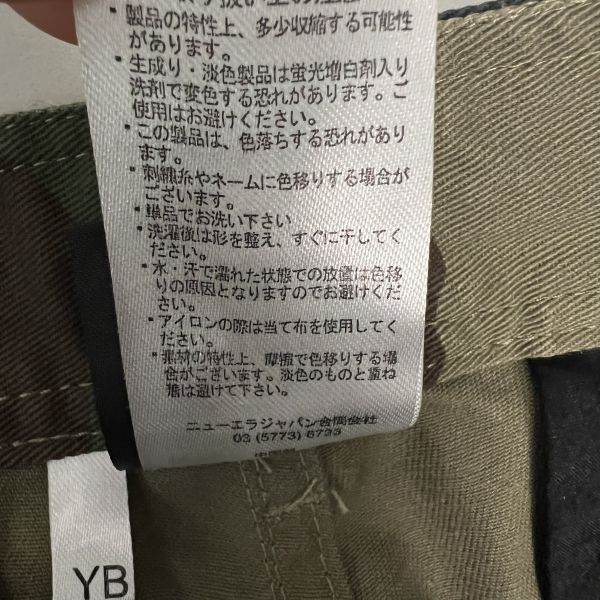 ・製品の特性上、多少収縮する可能性
があります。
・生成り・淡色製品は蛍光増白剤入り
洗剤で変色する恐れがあります。ご
使用はお避けください。
・この製品は、色落ちする恐れがあり
ます。
・刺繍糸やネームに色移りする場合が
ございます。
・単品でお洗い下さい
・洗濯後は形を整え、すぐに干してく
ださい。
・水・汗で濡れた状態での放置は色移
りの原因となりますのでお避けくだ
さい。
・アイロンの際は当て布を使用してく
ださい。
・素材の特性上、摩擦で色移りする場
合がございます。淡色のものと重ね
着は避けて下さい。
ニューエラジャパン合同会社
03 (5773) 5733
YB